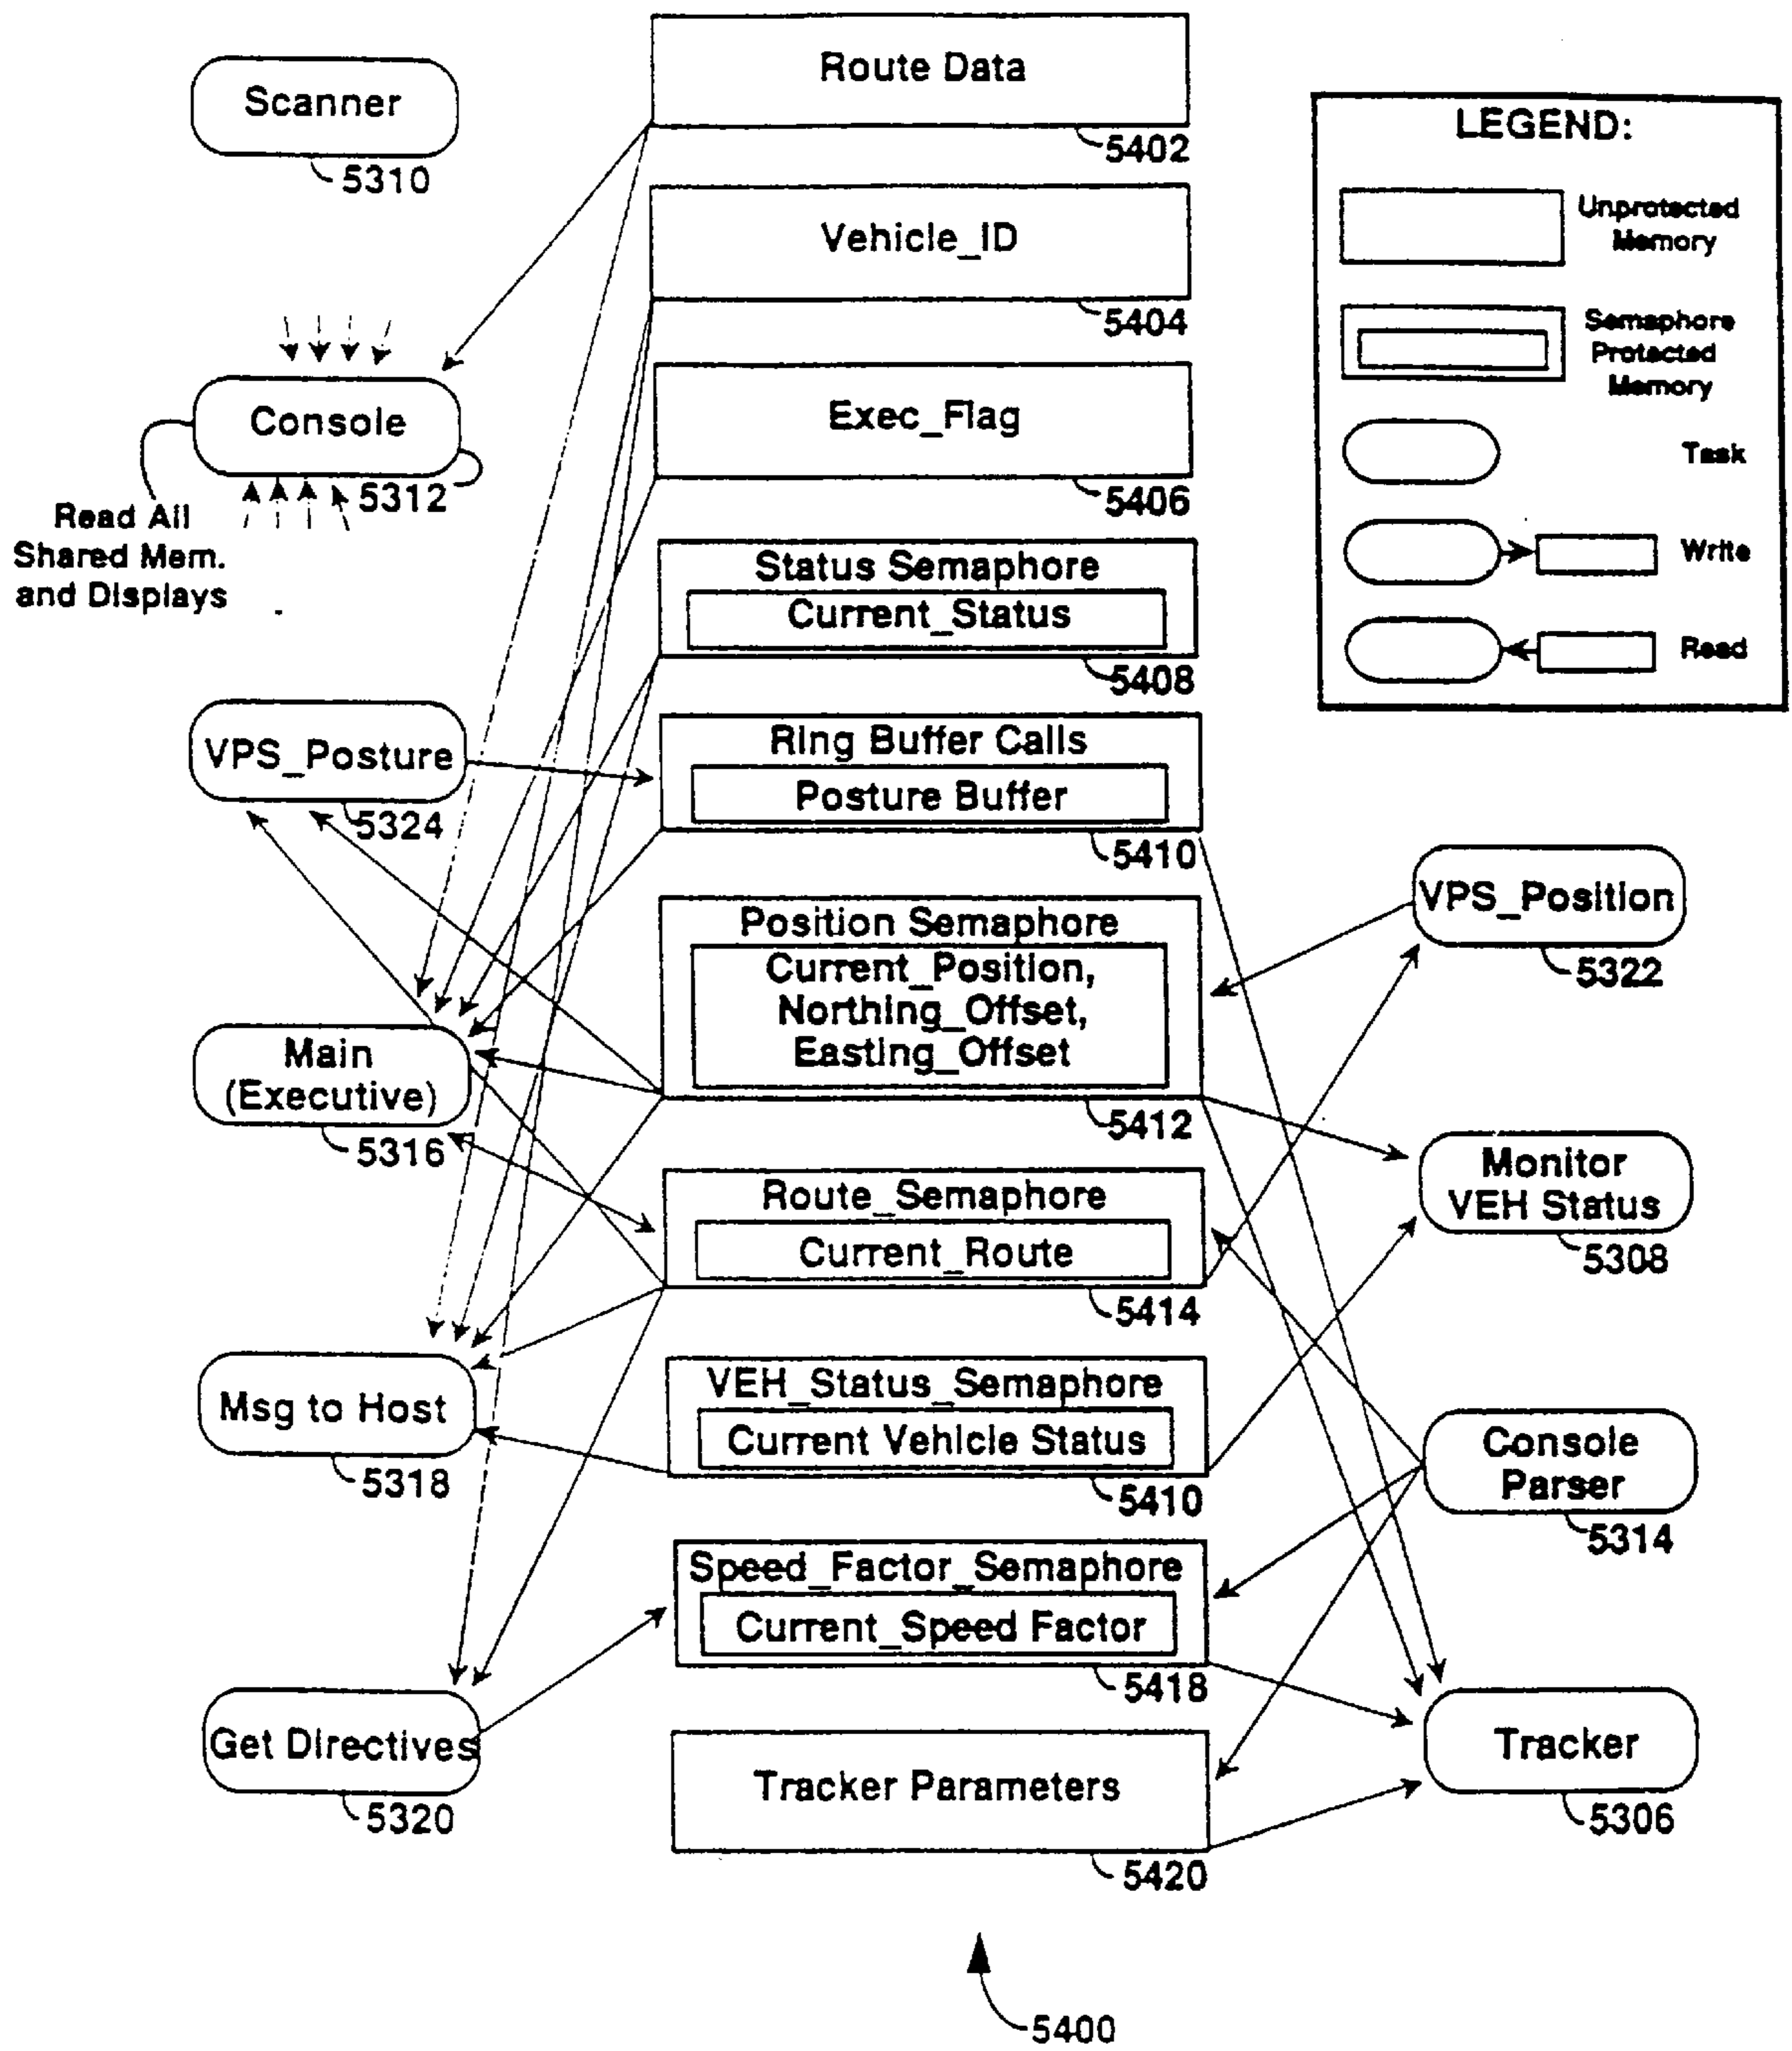 Route Data
5402
Scanner
5310
LEGEND:
Unprotected
Memory
Semaphore
Protected
Memory
Task
Write
Read
Vehicle_ID
5404
Console
5312
Read All
Shared Mem.
and Displays
Exec_Flag
5406
Status Semaphore
Current_Status
5408
VPS_Posture
5324
Ring Buffer Calls
Posture Buffer
5410
VPS_Position
5322
Position Semaphore
Current_Position,
Northing_Offset,
Easting_Offset
5412
Main
(Executive)
5316
Monitor
VEH Status
5308
Route_Semaphore
Current_Route
5414
Msg to Host
5318
VEH_Status_Semaphore
Current Vehicle Status
5410
Console
Parser
5314
Speed_Factor_Semaphore
Current_Speed Factor
5418
Get Directives
5320
Tracker Parameters
5420
Tracker
5306
5400